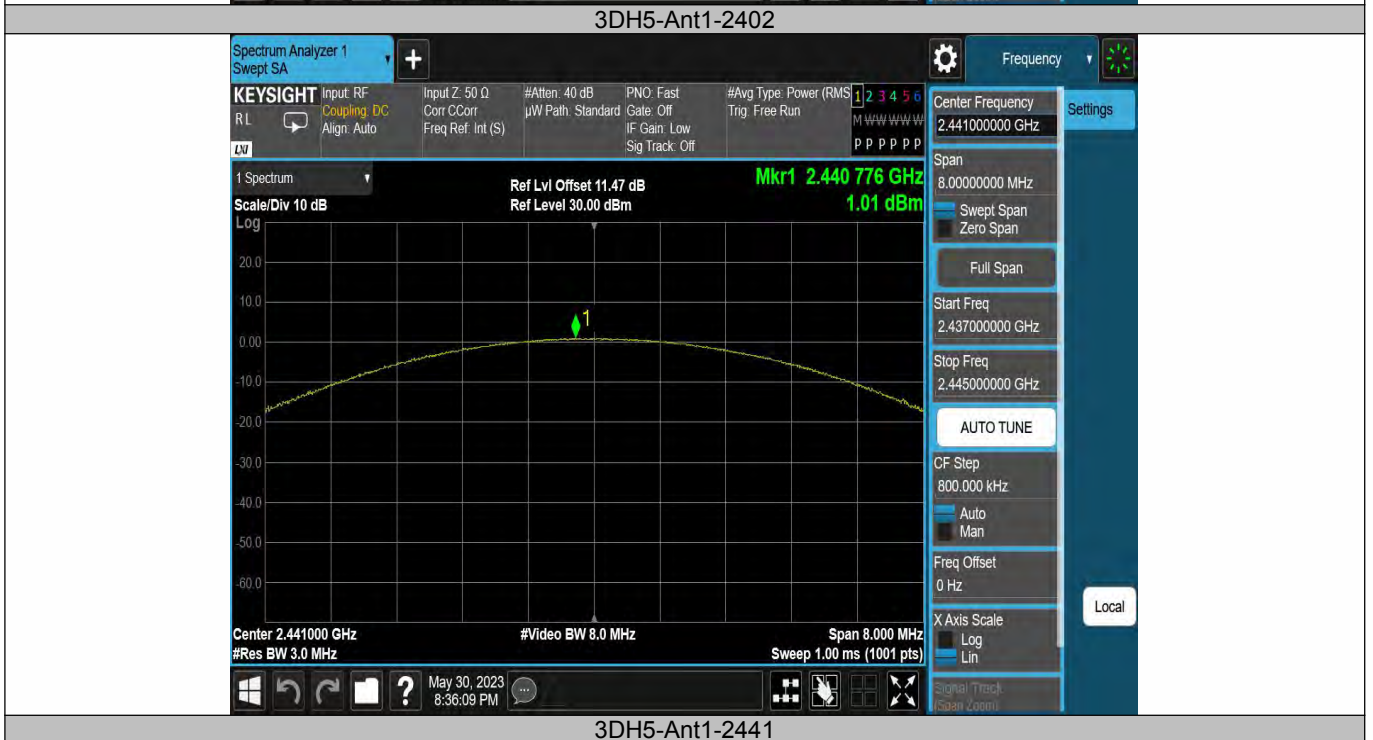 3DH5-Ant1-2402
Spectrum Analyzer 1
Swept SA
+
Frequency
KEYSIGHT
RL
LXI
Input: RF
Coupling: DC
Align: Auto
Input Z: 50 Ω
Corr CCorr
Freq Ref: Int (S)
#Atten: 40 dB
µW Path: Standard
PNO: Fast
Gate: Off
IF Gain: Low
Sig Track: Off
#Avg Type: Power (RMS
Trig: Free Run
1 2 3 4 5 6
M W W W W W
P P P P P P
Center Frequency
2.441000000 GHz
Settings
Span
8.00000000 MHz
Swept Span
Zero Span
Full Span
Start Freq
2.437000000 GHz
Stop Freq
2.445000000 GHz
AUTO TUNE
CF Step
800.000 kHz
Auto
Man
Freq Offset
0 Hz
X Axis Scale
Log
Lin
Signal Track
(Span Zoom)
Local
1 Spectrum
Scale/Div 10 dB
Ref Lvl Offset 11.47 dB
Ref Level 30.00 dBm
Mkr1 2.440 776 GHz
1.01 dBm
Log
20.0
10.0
1
0.00
-10.0
-20.0
-30.0
-40.0
-50.0
-60.0
Center 2.441000 GHz
#Res BW 3.0 MHz
#Video BW 8.0 MHz
Span 8.000 MHz
Sweep 1.00 ms (1001 pts)
?
May 30, 2023
8:36:09 PM
3DH5-Ant1-2441